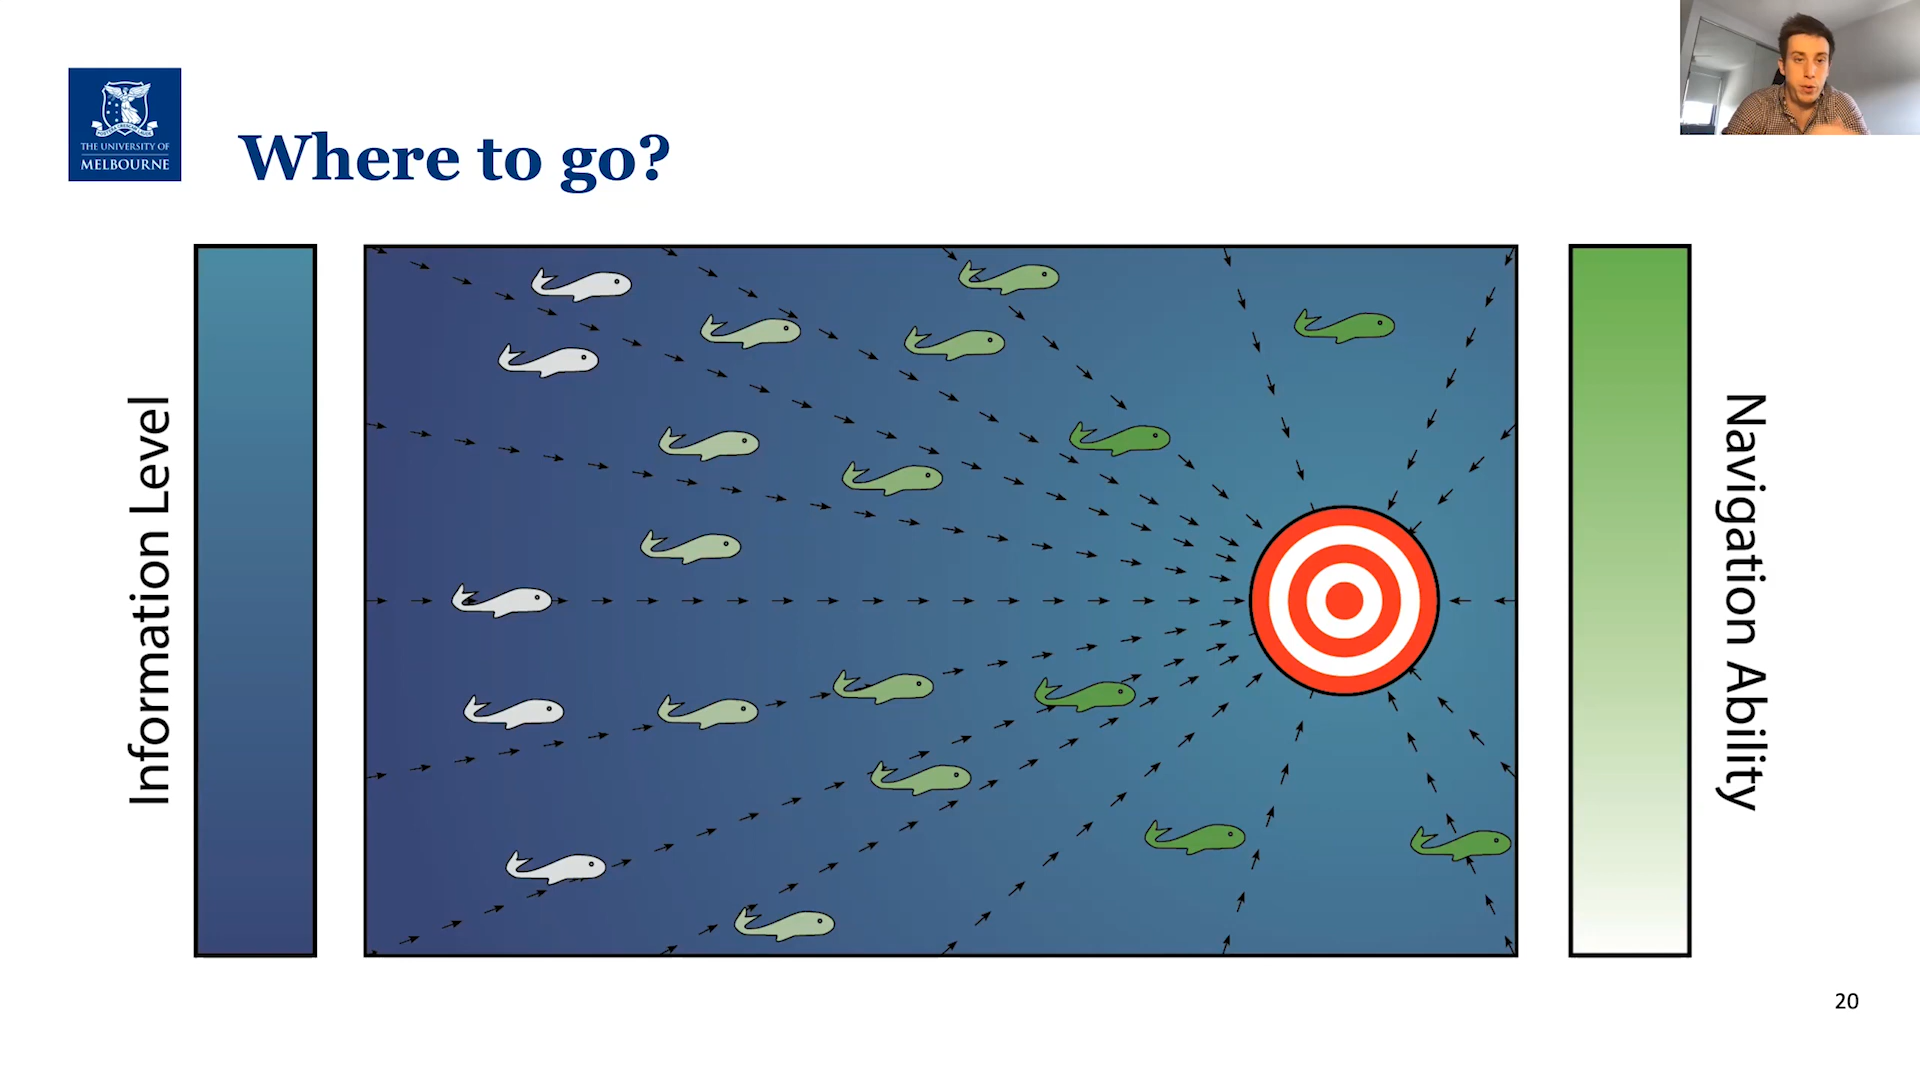 THE UNIVERSITY OF
MELBOURNE
Where to go?
Information Level
Navigation Ability
20